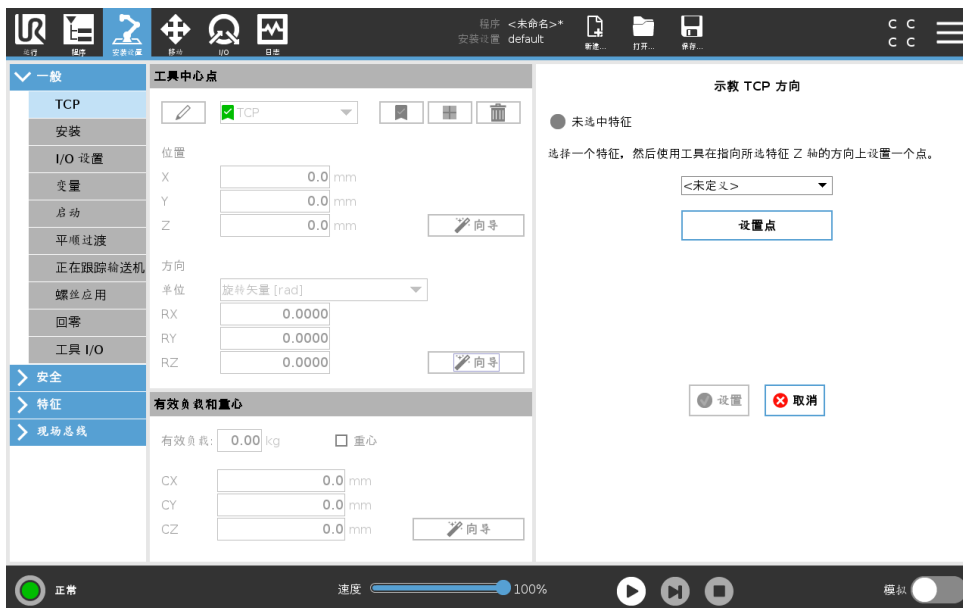 程序 <未命名>*
安装设置 default
运行
程序
安装设置
移动
I/O
日志
新建...
打开...
保存...
C C
C C
一般
TCP
安装
I/O 设置
变量
启动
平顺过渡
正在跟踪输送机
螺丝应用
回零
工具 I/O
安全
特征
现场总线
工具中心点
TCP
位置
X 0.0 mm
Y 0.0 mm
Z 0.0 mm
向导
方向
单位 旋转矢量 [rad]
RX 0.0000
RY 0.0000
RZ 0.0000
向导
有效负载和重心
有效负载: 0.00 kg 重心
CX 0.0 mm
CY 0.0 mm
CZ 0.0 mm
向导
示教 TCP 方向
未选中特征
选择一个特征，然后使用工具在指向所选特征 Z 轴的方向上设置一个点。
<未定义>
设置点
设置
取消
正常
速度 100%
模拟